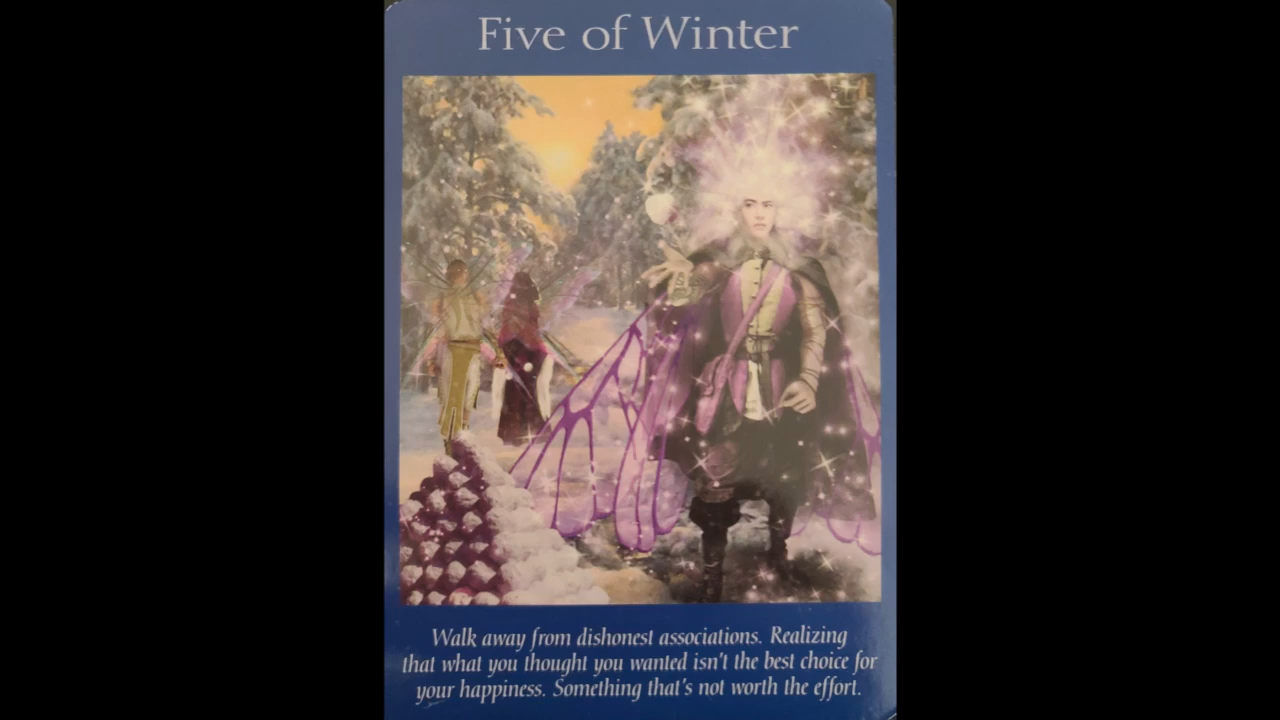 Five of Winter
Walk away from dishonest associations. Realizing
that what you thought you wanted isn't the best choice for
your happiness. Something that's not worth the effort.